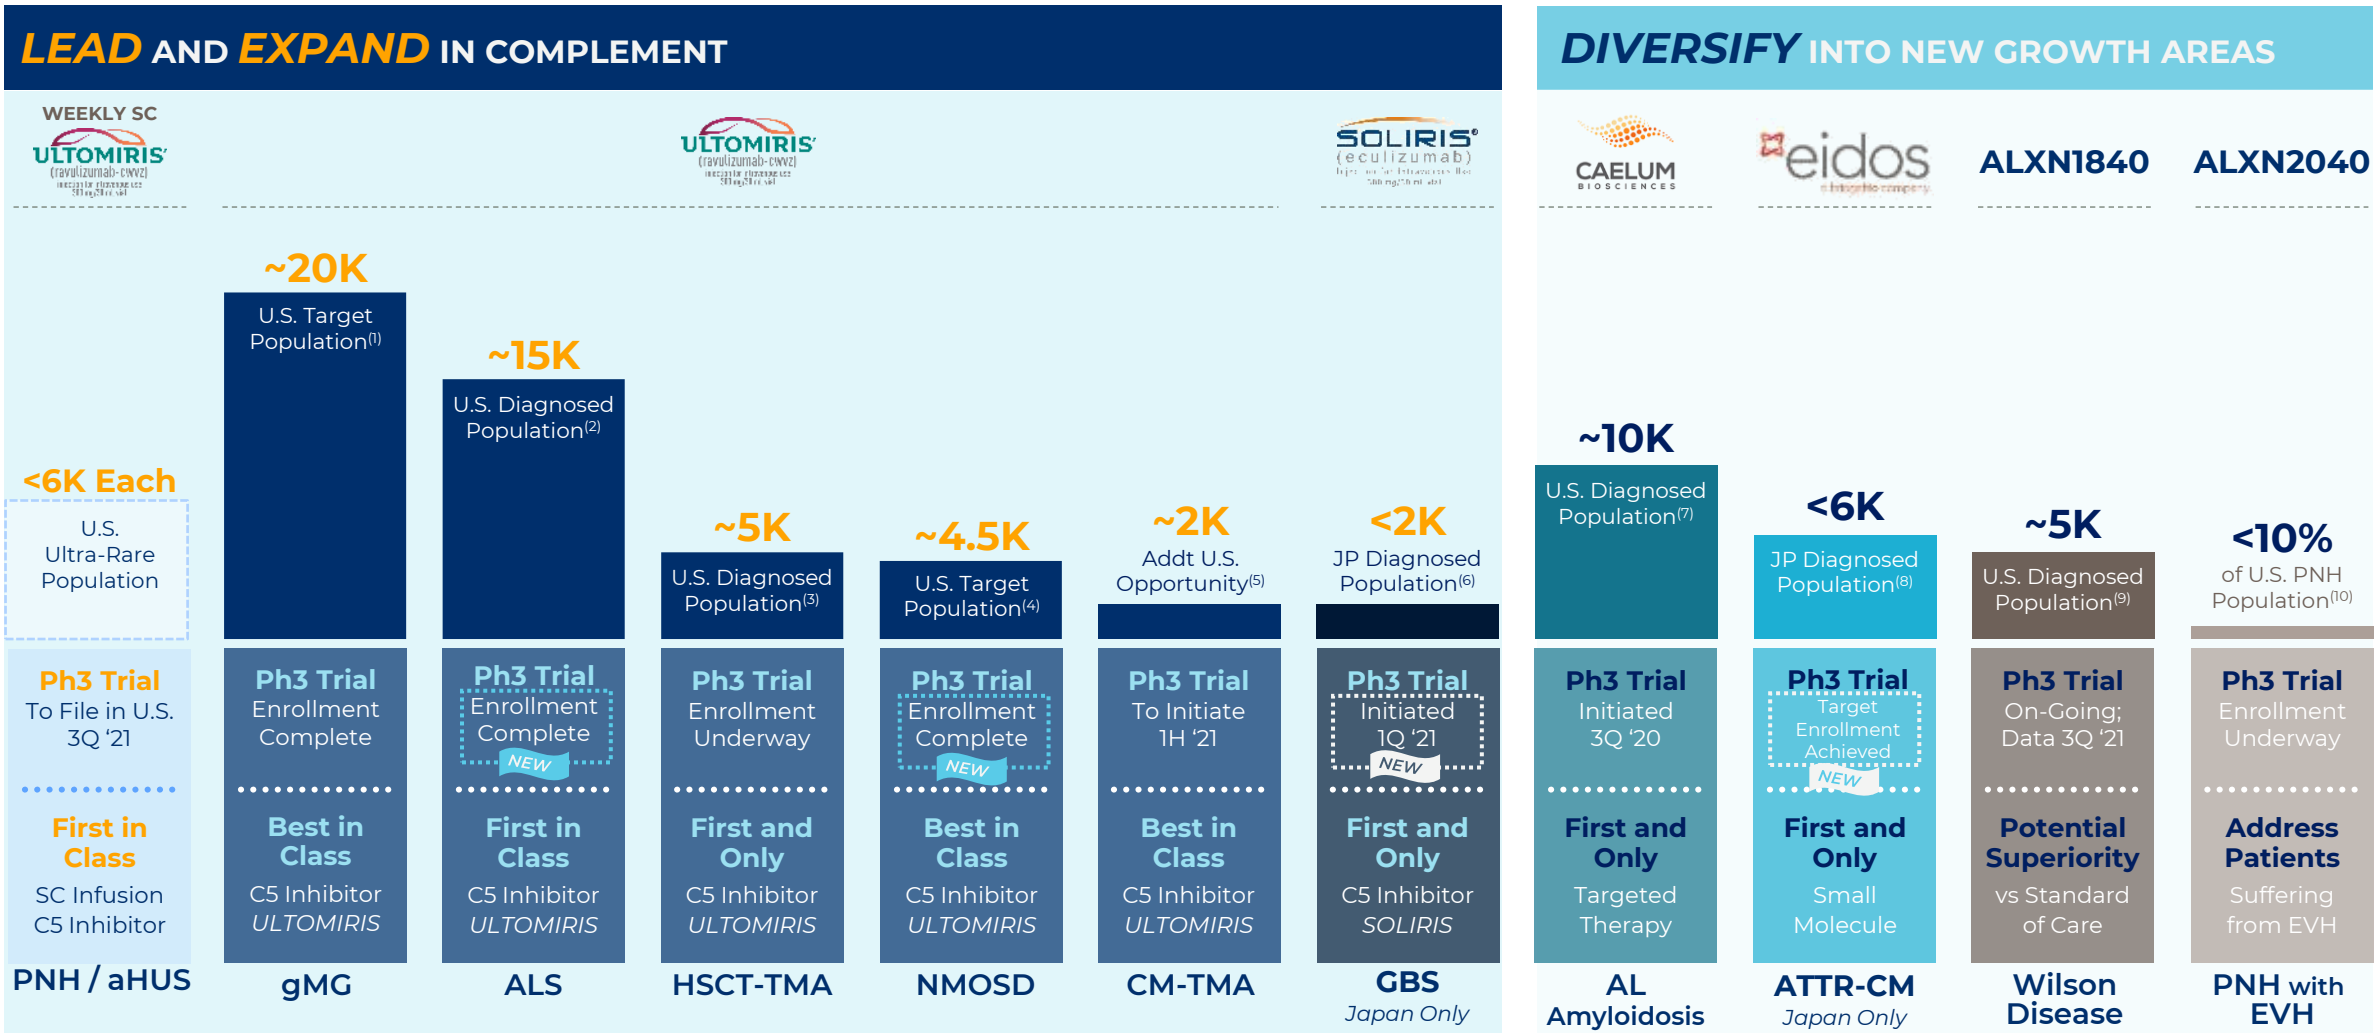 LEAD AND EXPAND IN COMPLEMENT
WEEKLY SC
ULTOMIRIS
(ravulizumab-cwvz)
ULTOMIRIS
(ravulizumab-cwvz)
SOLIRIS®
(eculizumab)
<6K Each
U.S.
Ultra-Rare
Population
Ph3 Trial
To File in U.S.
3Q ‘21
First in
Class
SC Infusion
C5 Inhibitor
PNH / aHUS
~20K
U.S. Target
Population(1)
Ph3 Trial
Enrollment
Complete
Best in
Class
C5 Inhibitor
ULTOMIRIS
gMG
~15K
U.S. Diagnosed
Population(2)
Ph3 Trial
Enrollment
Complete
NEW
First in
Class
C5 Inhibitor
ULTOMIRIS
ALS
~5K
U.S. Diagnosed
Population(3)
Ph3 Trial
Enrollment
Underway
First and
Only
C5 Inhibitor
ULTOMIRIS
HSCT-TMA
~4.5K
U.S. Target
Population(4)
Ph3 Trial
Enrollment
Complete
NEW
Best in
Class
C5 Inhibitor
ULTOMIRIS
NMOSD
~2K
Addt U.S.
Opportunity(5)
Ph3 Trial
To Initiate
1H ‘21
Best in
Class
C5 Inhibitor
ULTOMIRIS
CM-TMA
<2K
JP Diagnosed
Population(6)
Ph3 Trial
Initiated
1Q ‘21
NEW
First and
Only
C5 Inhibitor
SOLIRIS
GBS
Japan Only
DIVERSIFY INTO NEW GROWTH AREAS
CAELUM
BIOSCIENCES
~10K
U.S. Diagnosed
Population(7)
Ph3 Trial
Initiated
3Q ‘20
First and
Only
Targeted
Therapy
AL
Amyloidosis
eidos
<6K
JP Diagnosed
Population(8)
Ph3 Trial
Target
Enrollment
Achieved
NEW
First and
Only
Small
Molecule
ATTR-CM
Japan Only
ALXN1840
~5K
U.S. Diagnosed
Population(9)
Ph3 Trial
On-Going;
Data 3Q ‘21
Potential
Superiority
vs Standard
of Care
Wilson
Disease
ALXN2040
<10%
of U.S. PNH
Population(10)
Ph3 Trial
Enrollment
Underway
Address
Patients
Suffering
from EVH
PNH with
EVH